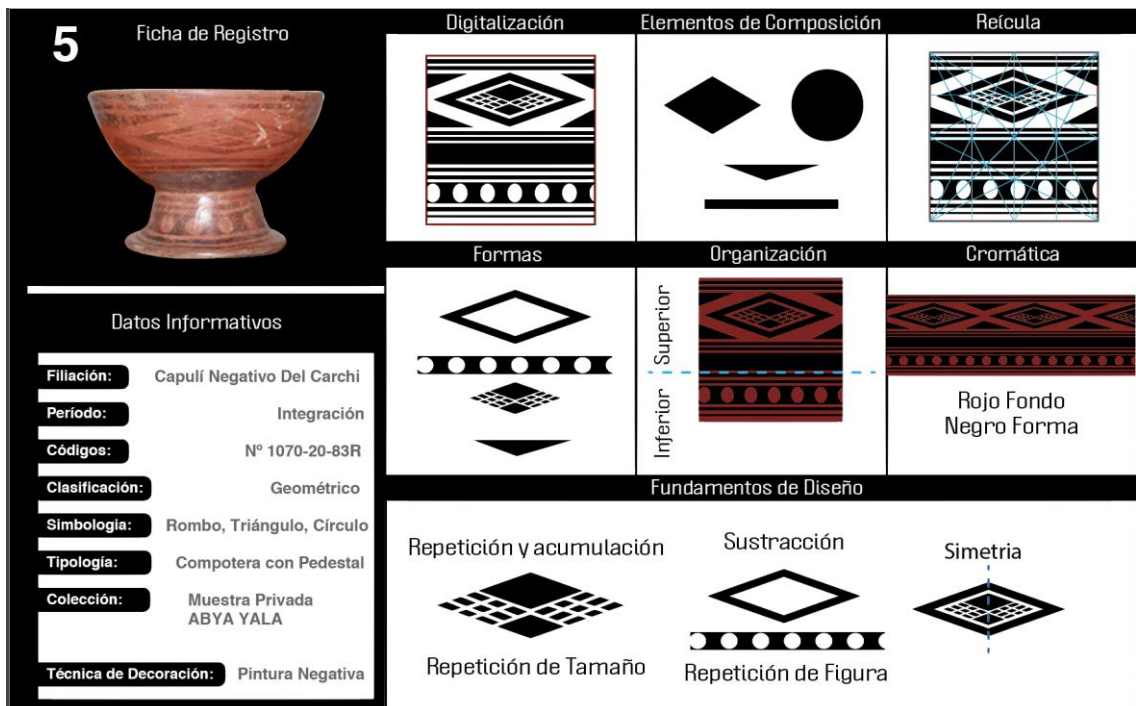 5
Ficha de Registro
Datos Informativos
Filiación: Capulí Negativo Del Carchi
Período: Integración
Códigos: Nº 1070-20-83R
Clasificación: Geométrico
Simbologia: Rombo, Triángulo, Círculo
Tipología: Compotera con Pedestal
Colección: Muestra Privada
ABYA YALA
Técnica de Decoración: Pintura Negativa
Digitalización
Elementos de Composición
Reícula
Formas
Organización
Superior
Inferior
Cromática
Rojo Fondo
Negro Forma
Fundamentos de Diseño
Repetición y acumulación
Repetición de Tamaño
Sustracción
Repetición de Figura
Simetria